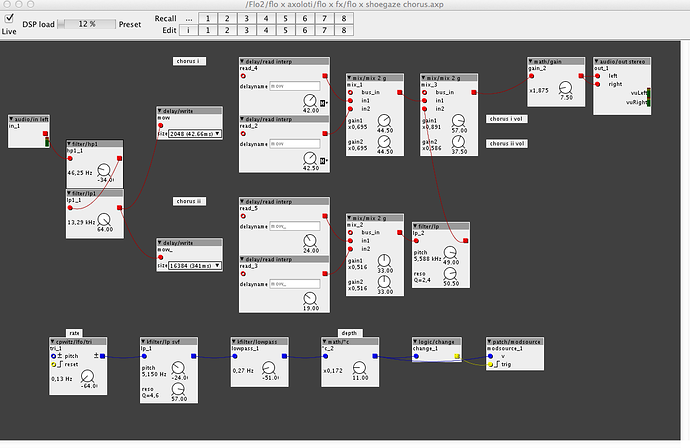 /Flo2/flo x axoloti/flo x fx/flo x shoegaze chorus.axp
Live
DSP load
12 %
Preset
Recall ... 1 2 3 4 5 6 7 8
Edit i 1 2 3 4 5 6 7 8
chorus i
delay/read interp
read_4
delayname mow
42.00
mix/mix 2 g
mix_1
bus_in
in1
in2
gain1
x0,695
44.50
gain2
x0,695
44.50
mix/mix 2 g
mix_3
bus_in
in1
in2
gain1
x0,891
57.00
gain2
x0,586
37.50
math/gain
gain_2
x1,875
7.50
audio/out stereo
out_1
left
right
vuLeft
vuRight
audio/in left
in_1
delay/write
mow
size 2048 (42.66ms)
delay/read interp
read_2
delayname mow
42.50
chorus i vol
chorus ii vol
filter/hp1
hp1_1
46,25 Hz
-34.0
filter/lp1
lp1_1
13,29 kHz
64.00
chorus ii
delay/write
mow_
size 16384 (341ms)
delay/read interp
read_5
delayname mow_
24.00
delay/read interp
read_3
delayname mow_
19.00
mix/mix 2 g
mix_2
bus_in
in1
in2
gain1
x0,516
33.00
gain2
x0,516
33.00
filter/lp
lp_2
pitch
5,588 kHz
49.00
reso
Q=2,4
50.50
rate
cpwitz/lfo/tri
tri_1
pitch
reset
0,13 Hz
-64.0
kfilter/lp svf
lp_1
pitch
5,150 Hz
-24.0
reso
Q=4,6
57.00
kfilter/lowpass
lowpass_1
0,27 Hz
-51.0
depth
math/*c
*c_2
x0,172
11.00
logic/change
change_1
patch/modsource
modsource_1
v
trig